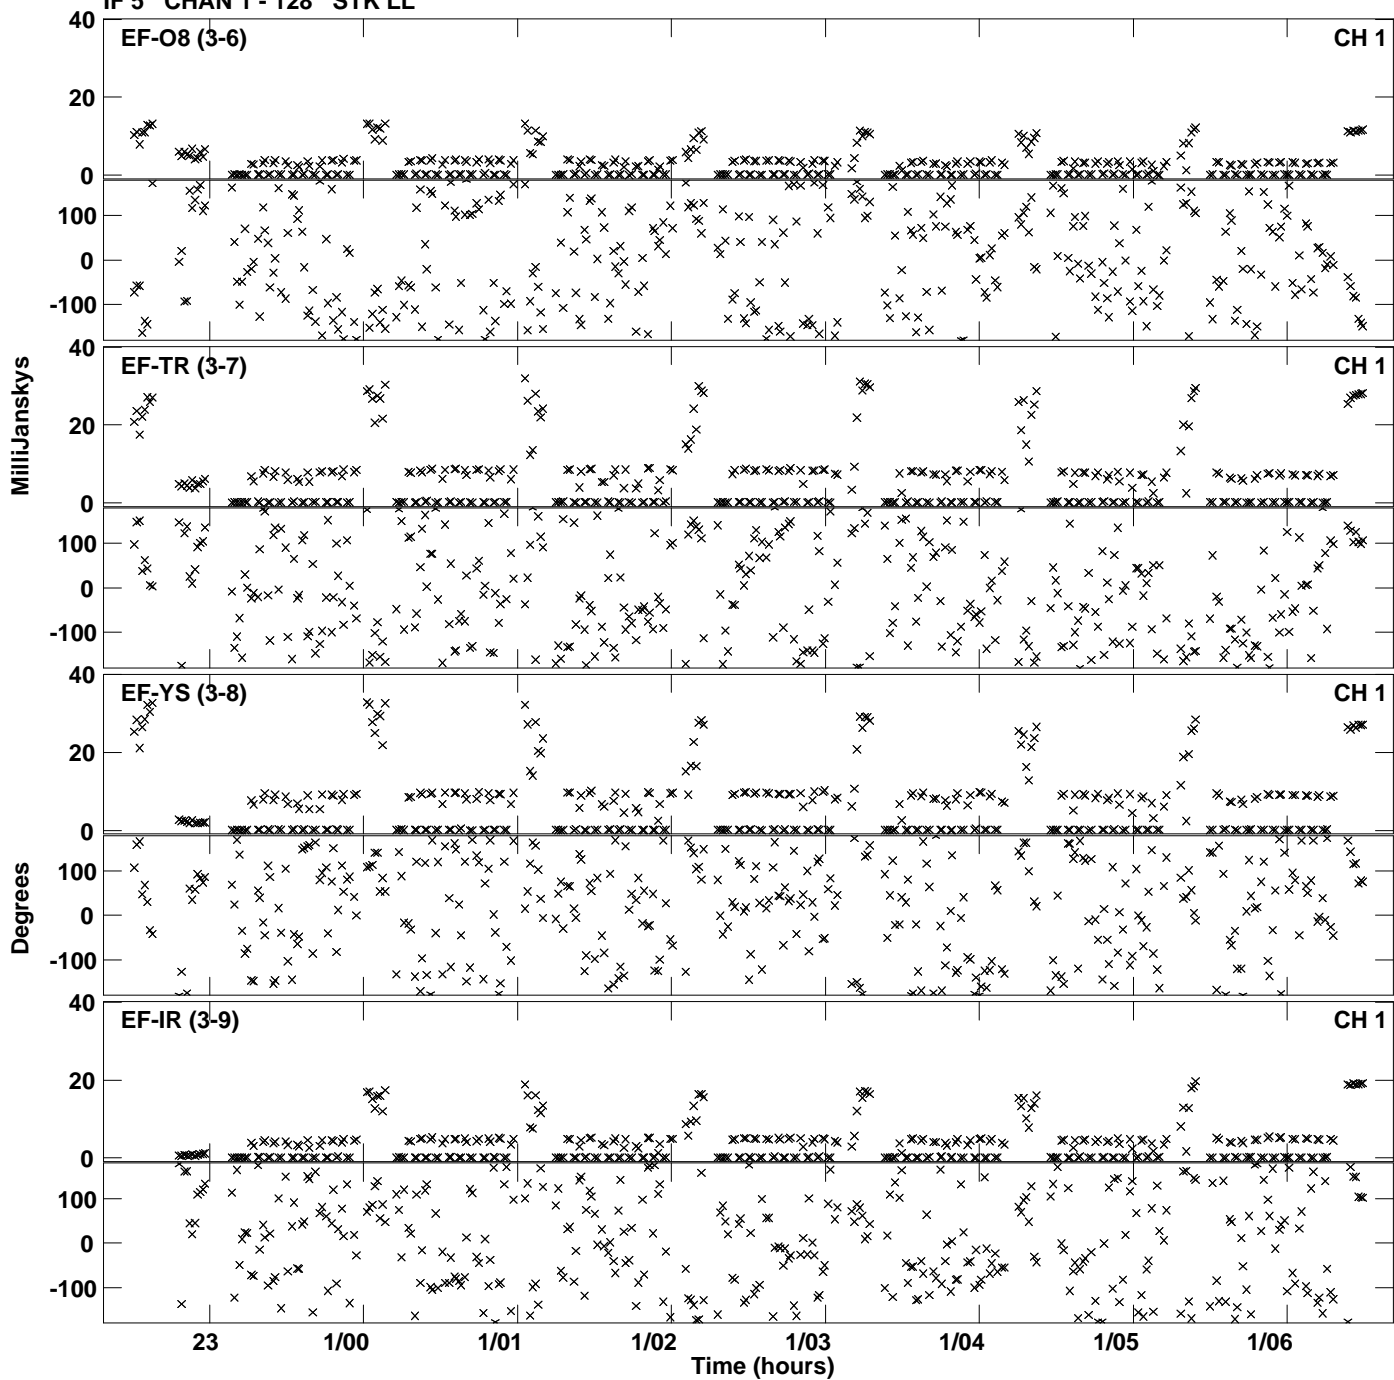 IF 5 CHAN 1 - 128 STK LL
40
EF-O8 (3-6) CH 1
20
0
100
0
-100
40
EF-TR (3-7) CH 1
20
0
100
0
-100
MilliJanskys
40
EF-YS (3-8) CH 1
20
0
100
0
-100
Degrees
40
EF-IR (3-9) CH 1
20
0
100
0
-100
23 1/00 1/01 1/02 1/03 1/04 1/05 1/06
Time (hours)